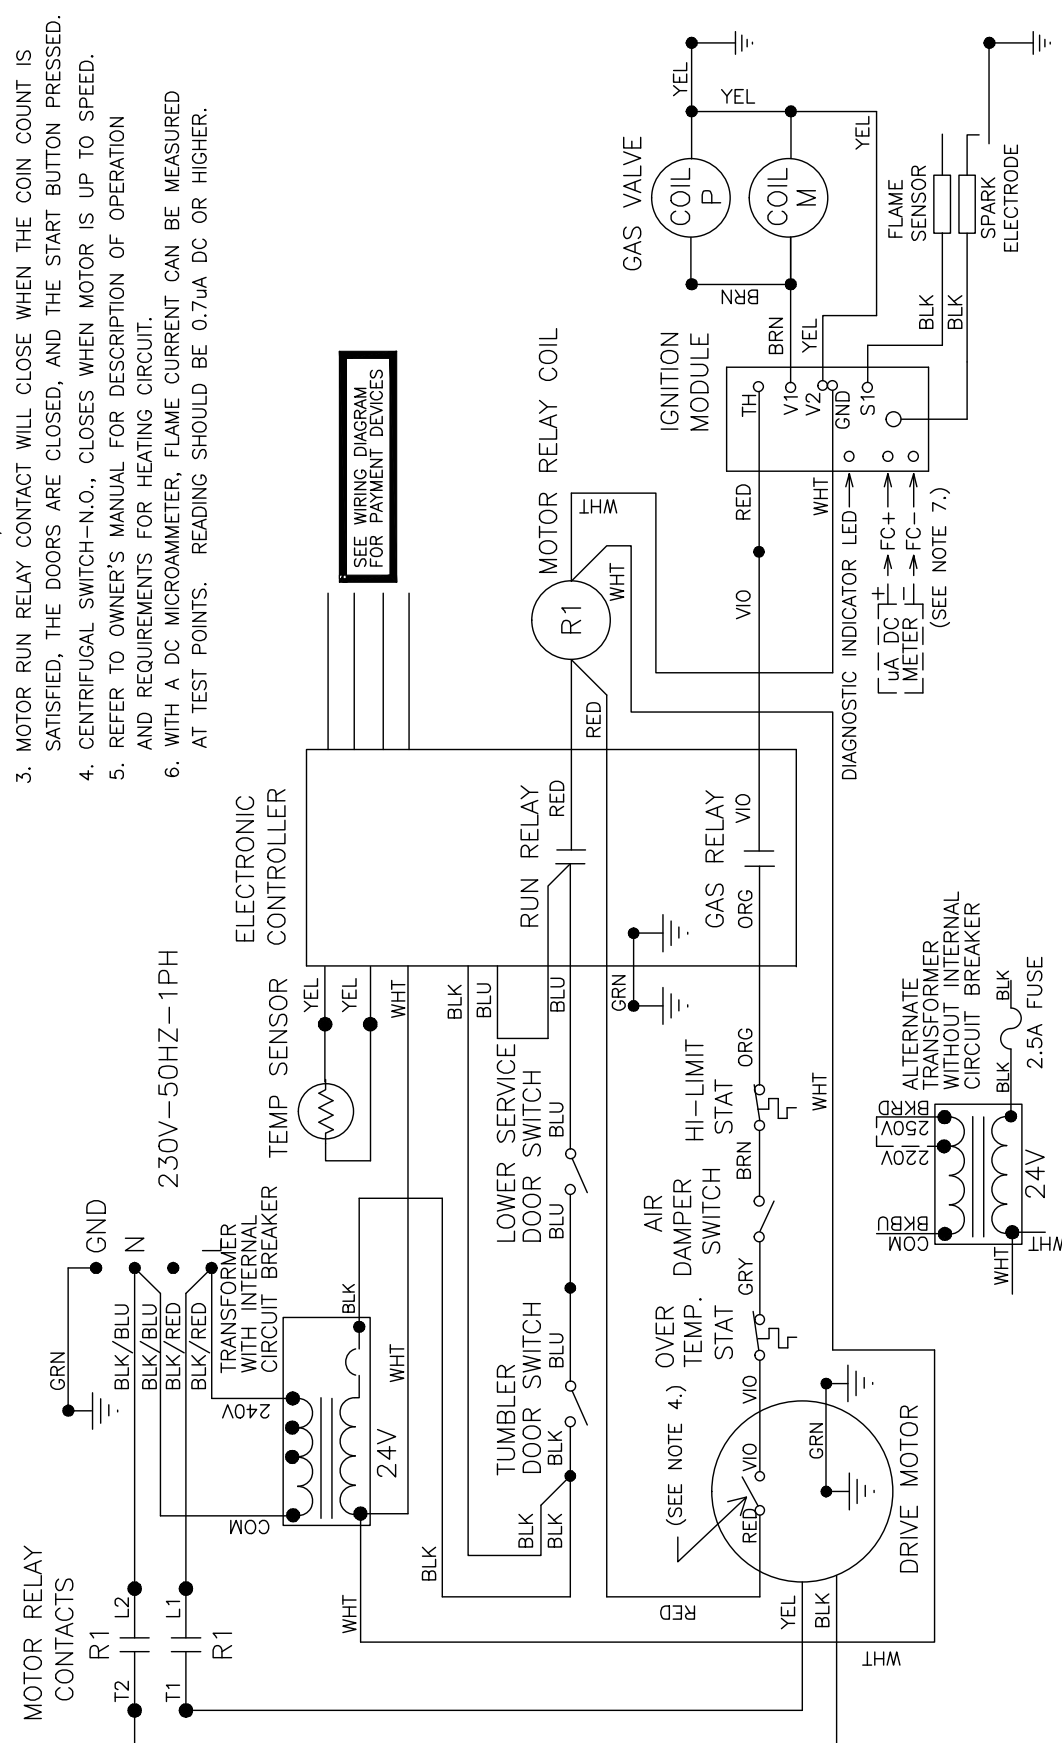 3. MOTOR RUN RELAY CONTACT WILL CLOSE WHEN THE COIN COUNT IS
SATISFIED, THE DOORS ARE CLOSED, AND THE START BUTTON PRESSED.
4. CENTRIFUGAL SWITCH-N.O., CLOSES WHEN MOTOR IS UP TO SPEED.
5. REFER TO OWNER'S MANUAL FOR DESCRIPTION OF OPERATION
AND REQUIREMENTS FOR HEATING CIRCUIT.
6. WITH A DC MICROAMMETER, FLAME CURRENT CAN BE MEASURED
AT TEST POINTS. READING SHOULD BE 0.7uA DC OR HIGHER.
MOTOR RELAY
CONTACTS
R1
T2
L2
T1
L1
R1
GRN
GND
BLK/BLU
N
BLK/BLU
BLK/RED
BLK/RED
L
230V-50HZ-1PH
TRANSFORMER
WITH INTERNAL
CIRCUIT BREAKER
240V
COM
24V
BLK
WHT
WHT
BLK
TEMP SENSOR
YEL
YEL
WHT
ELECTRONIC
CONTROLLER
SEE WIRING DIAGRAM
FOR PAYMENT DEVICES
BLK
BLU
BLU
BLK
BLK
TUMBLER
DOOR SWITCH
BLK
BLU
LOWER SERVICE
DOOR SWITCH
BLU
BLU
RUN RELAY
RED
GRN
MOTOR RELAY COIL
R1
WHT
WHT
RED
RED
GAS RELAY
ORG
VIO
VIO
RED
(SEE NOTE 4.)
RED
VIO
VIO
OVER
TEMP.
STAT
GRY
AIR
DAMPER
SWITCH
BRN
HI-LIMIT
STAT
ORG
WHT
GRN
DRIVE MOTOR
YEL
BLK
WHT
IGNITION
MODULE
TH
V1
V2
GND
S1
WHT
BRN
YEL
GAS VALVE
COIL
P
COIL
M
BRN
YEL
YEL
YEL
FLAME
SENSOR
SPARK
ELECTRODE
BLK
BLK
DIAGNOSTIC INDICATOR LED
uA DC
METER
+
-
FC+
FC-
(SEE NOTE 7.)
ALTERNATE
TRANSFORMER
WITHOUT INTERNAL
CIRCUIT BREAKER
COM
BKBU
220V
250V
BKRD
24V
WHT
WHT
BLK
BLK
2.5A FUSE